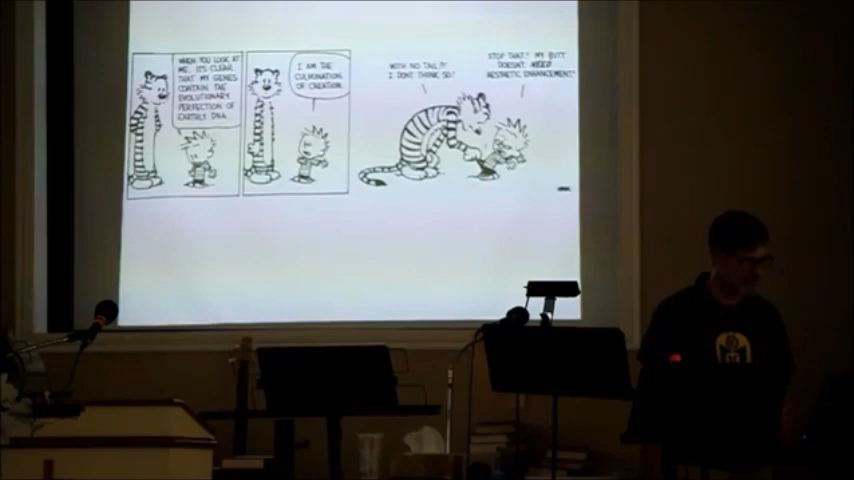 WHEN YOU LOOK AT
ME, IT'S CLEAR
THAT MY GENES
CONTAIN THE
EVOLUTIONARY
PERFECTION OF
EARTHLY DNA.
I AM THE
CULMINATION
OF CREATION.
WITH NO TAIL?!
I DON'T THINK SO!
STOP THAT! MY BUTT
DOESN'T NEED
AESTHETIC ENHANCEMENT!